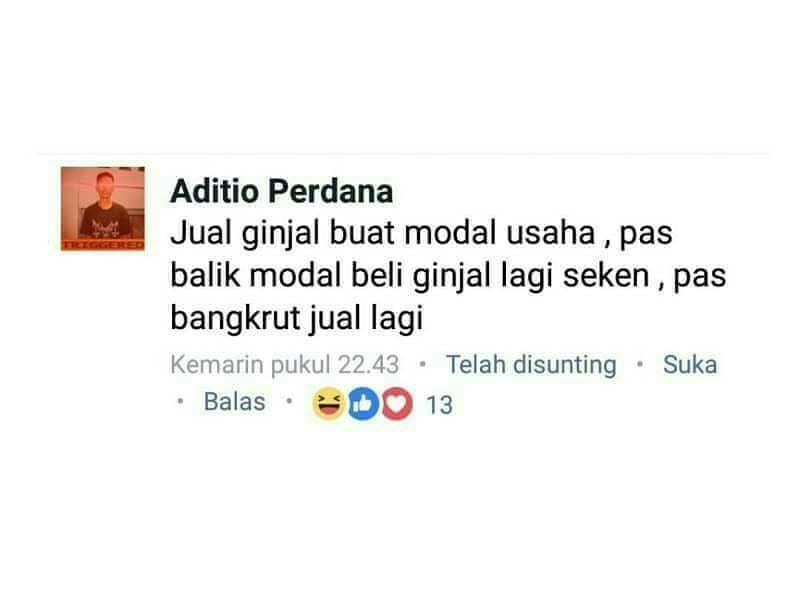 Aditio Perdana
Jual ginjal buat modal usaha , pas
balik modal beli ginjal lagi seken , pas
bangkrut jual lagi
Kemarin pukul 22.43 • Telah disunting • Suka
• Balas • 13
TRIGGERED